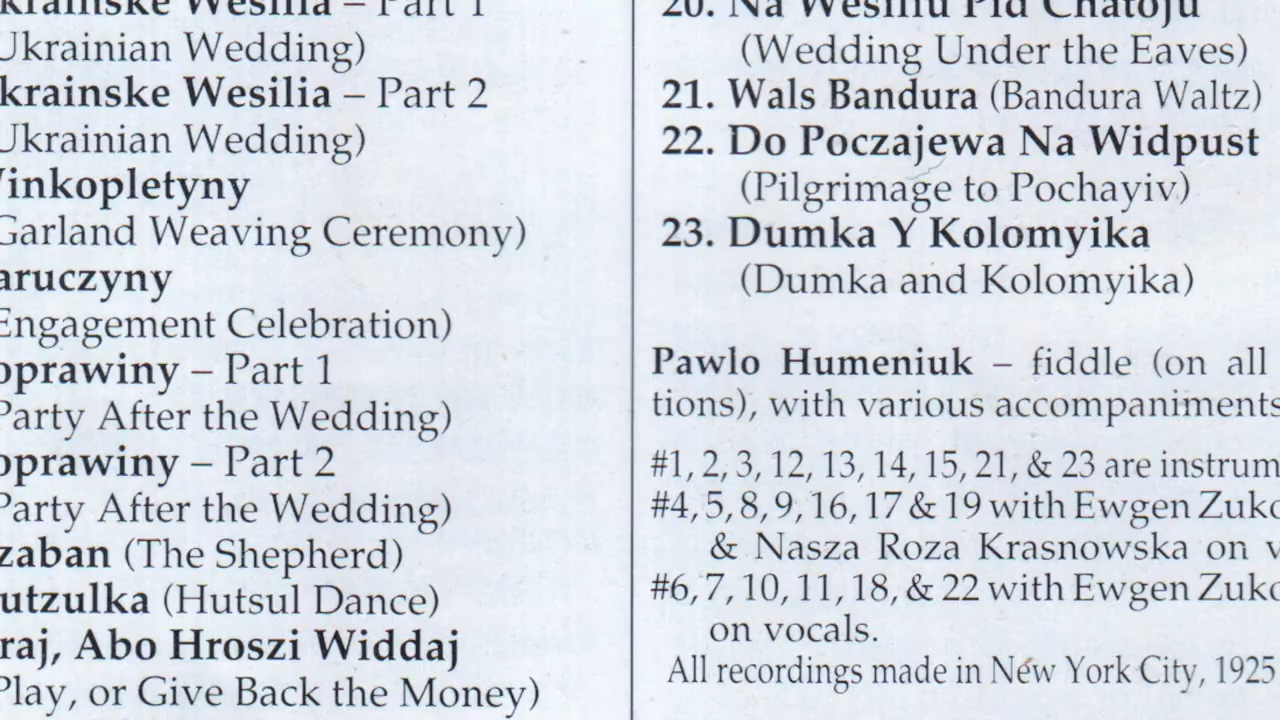 krainske Wesilia – Part 1
Ukrainian Wedding)
krainske Wesilia – Part 2
Ukrainian Wedding)
inkopletyny
Garland Weaving Ceremony)
aruczyny
Engagement Celebration)
oprawiny – Part 1
Party After the Wedding)
oprawiny – Part 2
Party After the Wedding)
zaban (The Shepherd)
utzulka (Hutsul Dance)
raj, Abo Hroszi Widdaj
Play, or Give Back the Money)
20. Na Wesiliu Pid Chatoju
(Wedding Under the Eaves)
21. Wals Bandura (Bandura Waltz)
22. Do Poczajewa Na Widpust
(Pilgrimage to Pochayiv)
23. Dumka Y Kolomyika
(Dumka and Kolomyika)
Pawlo Humeniuk – fiddle (on all
tions), with various accompaniments
#1, 2, 3, 12, 13, 14, 15, 21, & 23 are instrum
#4, 5, 8, 9, 16, 17 & 19 with Ewgen Zuko
& Nasza Roza Krasnowska on v
#6, 7, 10, 11, 18, & 22 with Ewgen Zuko
on vocals.
All recordings made in New York City, 1925